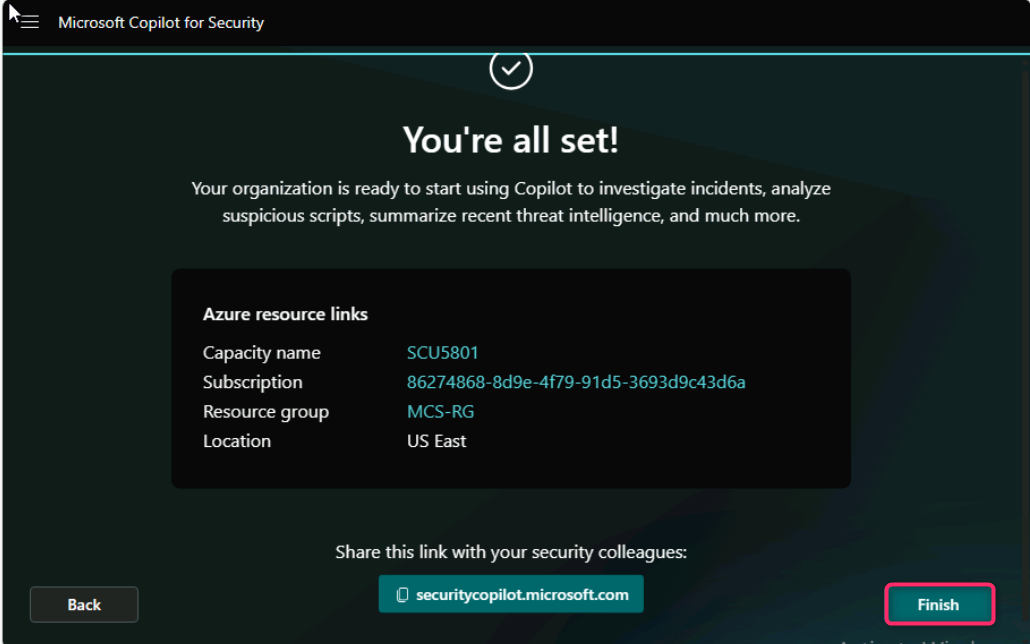 Microsoft Copilot for Security
You're all set!
Your organization is ready to start using Copilot to investigate incidents, analyze
suspicious scripts, summarize recent threat intelligence, and much more.
Azure resource links
Capacity name SCU5801
Subscription 86274868-8d9e-4f79-91d5-3693d9c43d6a
Resource group MCS-RG
Location US East
Share this link with your security colleagues:
Back
securitycopilot.microsoft.com
Finish